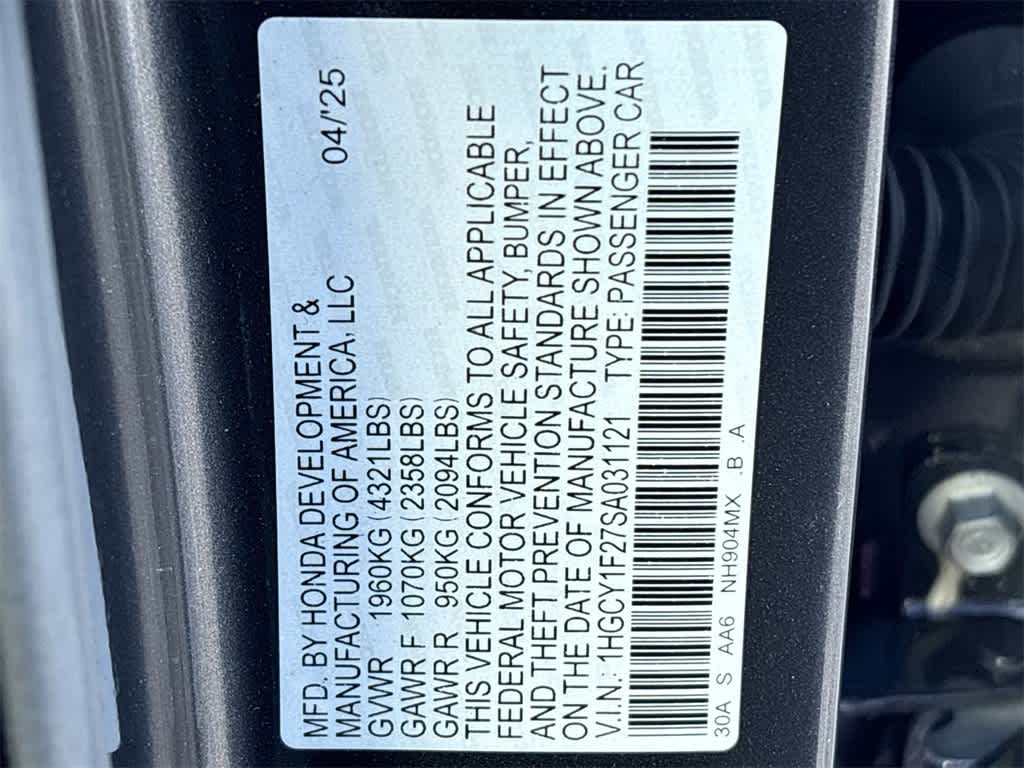 MFD. BY HONDA DEVELOPMENT &
MANUFACTURING OF AMERICA, LLC 04/'25
GVWR 1960KG (4321LBS)
GAWR F 1070KG (2358LBS)
GAWR R 950KG (2094LBS)
THIS VEHICLE CONFORMS TO ALL APPLICABLE
FEDERAL MOTOR VEHICLE SAFETY, BUMPER,
AND THEFT PREVENTION STANDARDS IN EFFECT
ON THE DATE OF MANUFACTURE SHOWN ABOVE.
V.I.N.: 1HGCY1F27SA031121 TYPE: PASSENGER CAR
30A S AA6 NH904MX .B .A